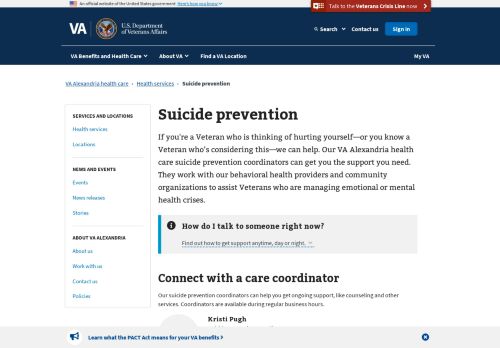 An official website of the United States government Here's how you know
Talk to the Veterans Crisis Line now
VA
U.S. Department
of Veterans Affairs
Search
Contact us
Sign in
VA Benefits and Health Care
About VA
Find a VA Location
My VA
VA Alexandria health care › Health services › Suicide prevention
SERVICES AND LOCATIONS
Health services
Locations
NEWS AND EVENTS
Events
News releases
Stories
ABOUT VA ALEXANDRIA
About us
Work with us
Contact us
Policies
Suicide prevention
If you're a Veteran who is thinking of hurting yourself—or you know a
Veteran who's considering this—we can help. Our VA Alexandria health
care suicide prevention coordinators can get you the support you need.
They work with our behavioral health providers and community
organizations to assist Veterans who are managing emotional or mental
health crises.
How do I talk to someone right now?
Find out how to get support anytime, day or night.
Connect with a care coordinator
Our suicide prevention coordinators can help you get ongoing support, like counseling and other
services. Coordinators are available during regular business hours.
Kristi Pugh
Learn what the PACT Act means for your VA benefits